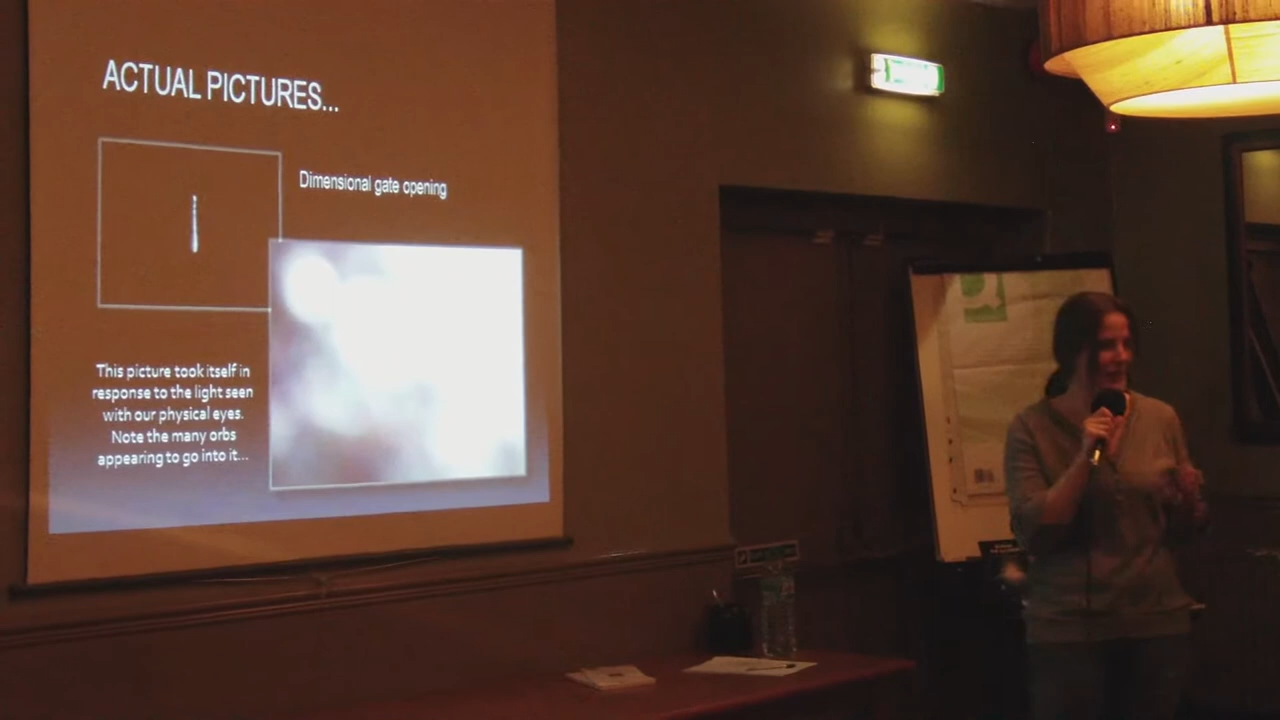 ACTUAL PICTURES...
Dimensional gate opening
This picture took itself in
response to the light seen
with our physical eyes.
Note the many orbs
appearing to go into it...